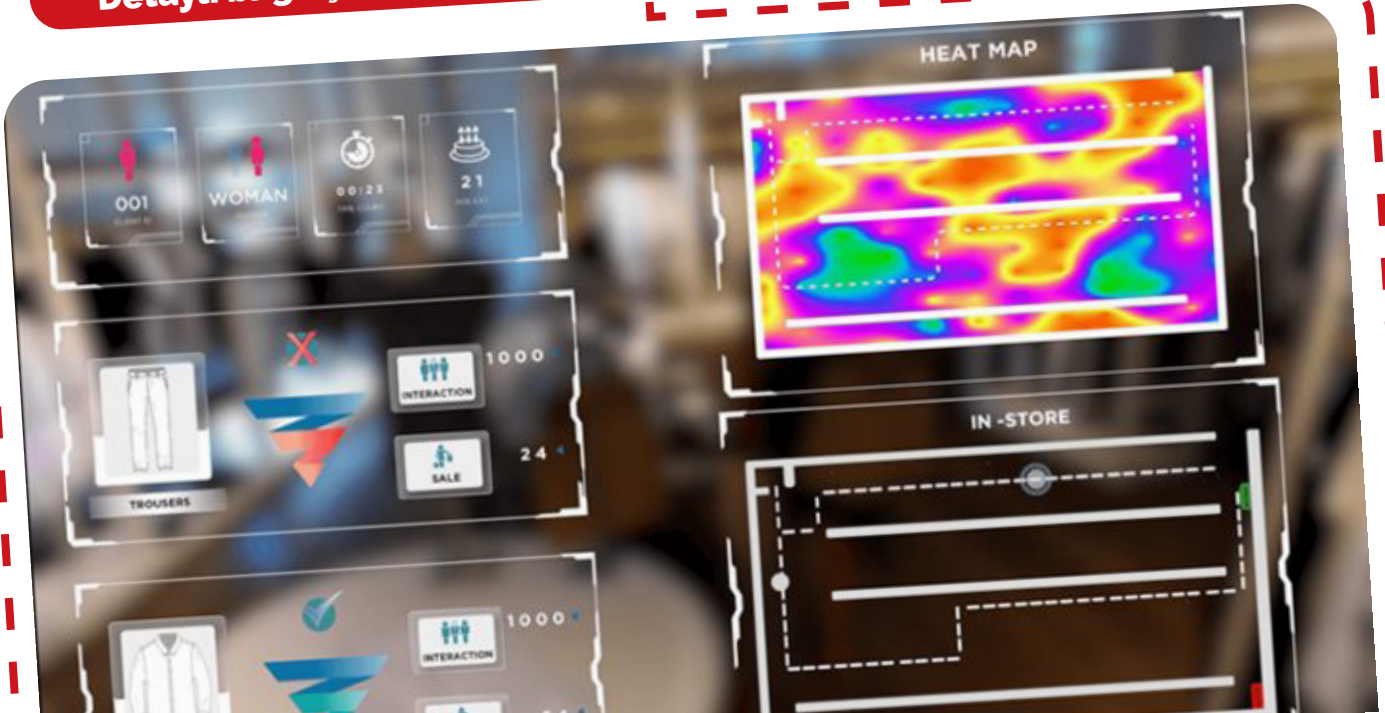 HEAT MAP
001
WOMAN
00:23
21
1000
INTERACTION
24
SALE
TROUSERS
IN -STORE
1000
INTERACTION